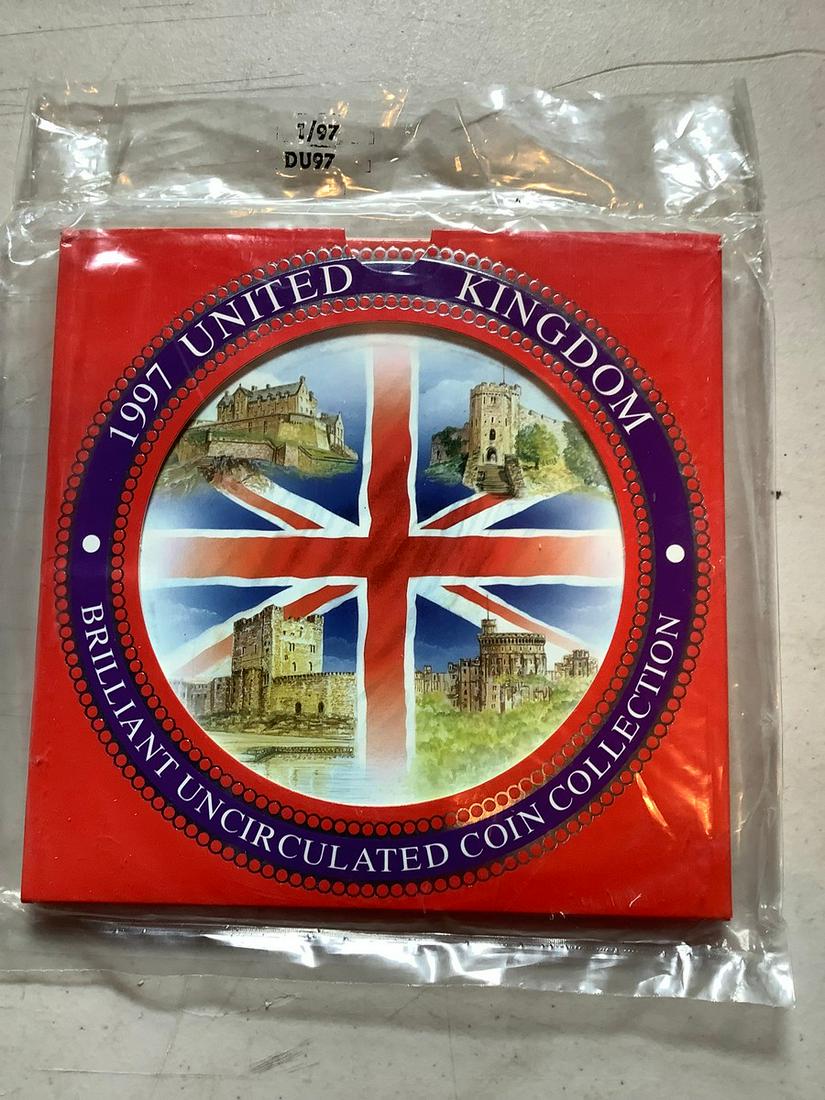 1/97
DU97
1997 UNITED KINGDOM
BRILLIANT UNCIRCULATED COIN COLLECTION